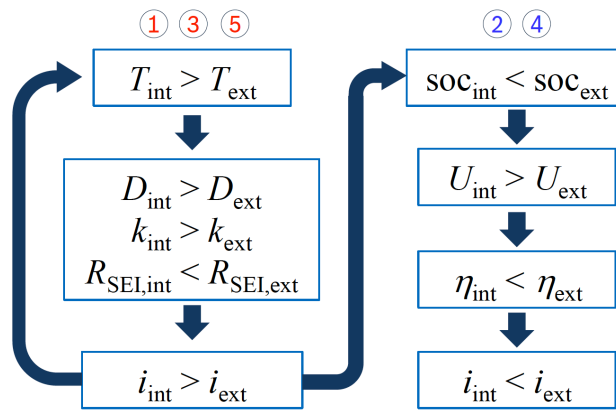 ① ③ ⑤
T_int > T_ext
D_int > D_ext
k_int > k_ext
R_SEI,int < R_SEI,ext
i_int > i_ext
② ④
soc_int < soc_ext
U_int > U_ext
η_int < η_ext
i_int < i_ext